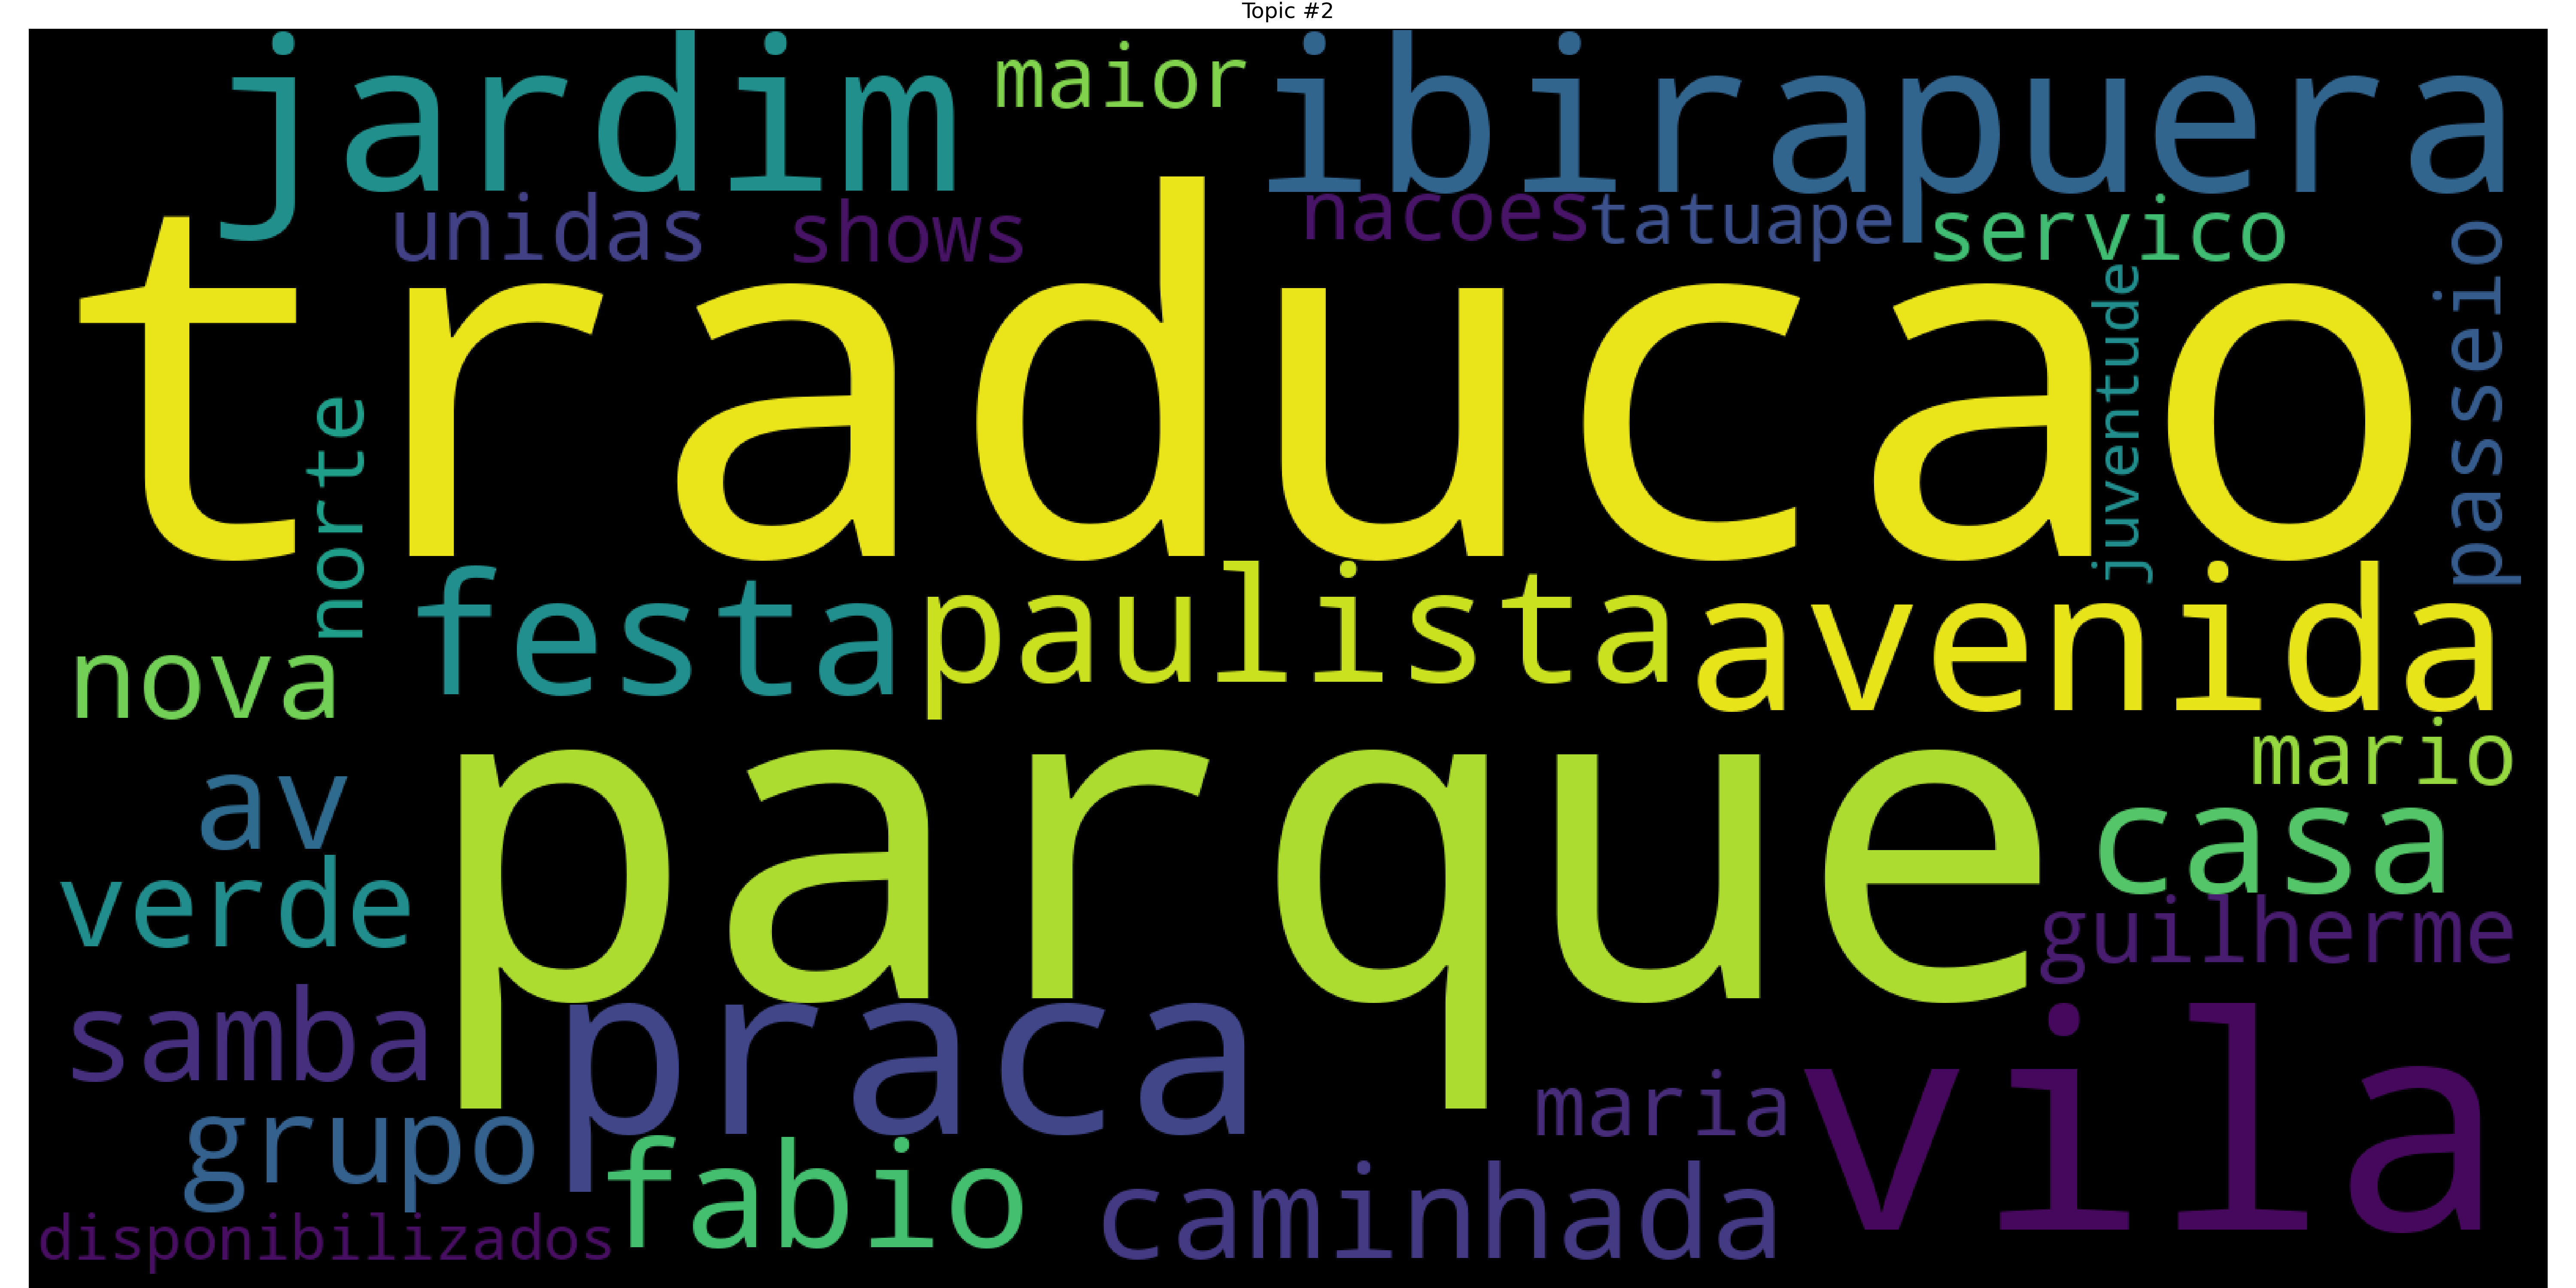 Topic #2
jardim
maior
ibirapuera
unidas
shows
nacoes
tatuape
servico
passeio
traducao
juventude
norte
festa
paulista
avenida
nova
parque
mario
av
casa
verde
guilherme
samba
praca
maria
vila
grupo
fabio
caminhada
disponibilizados